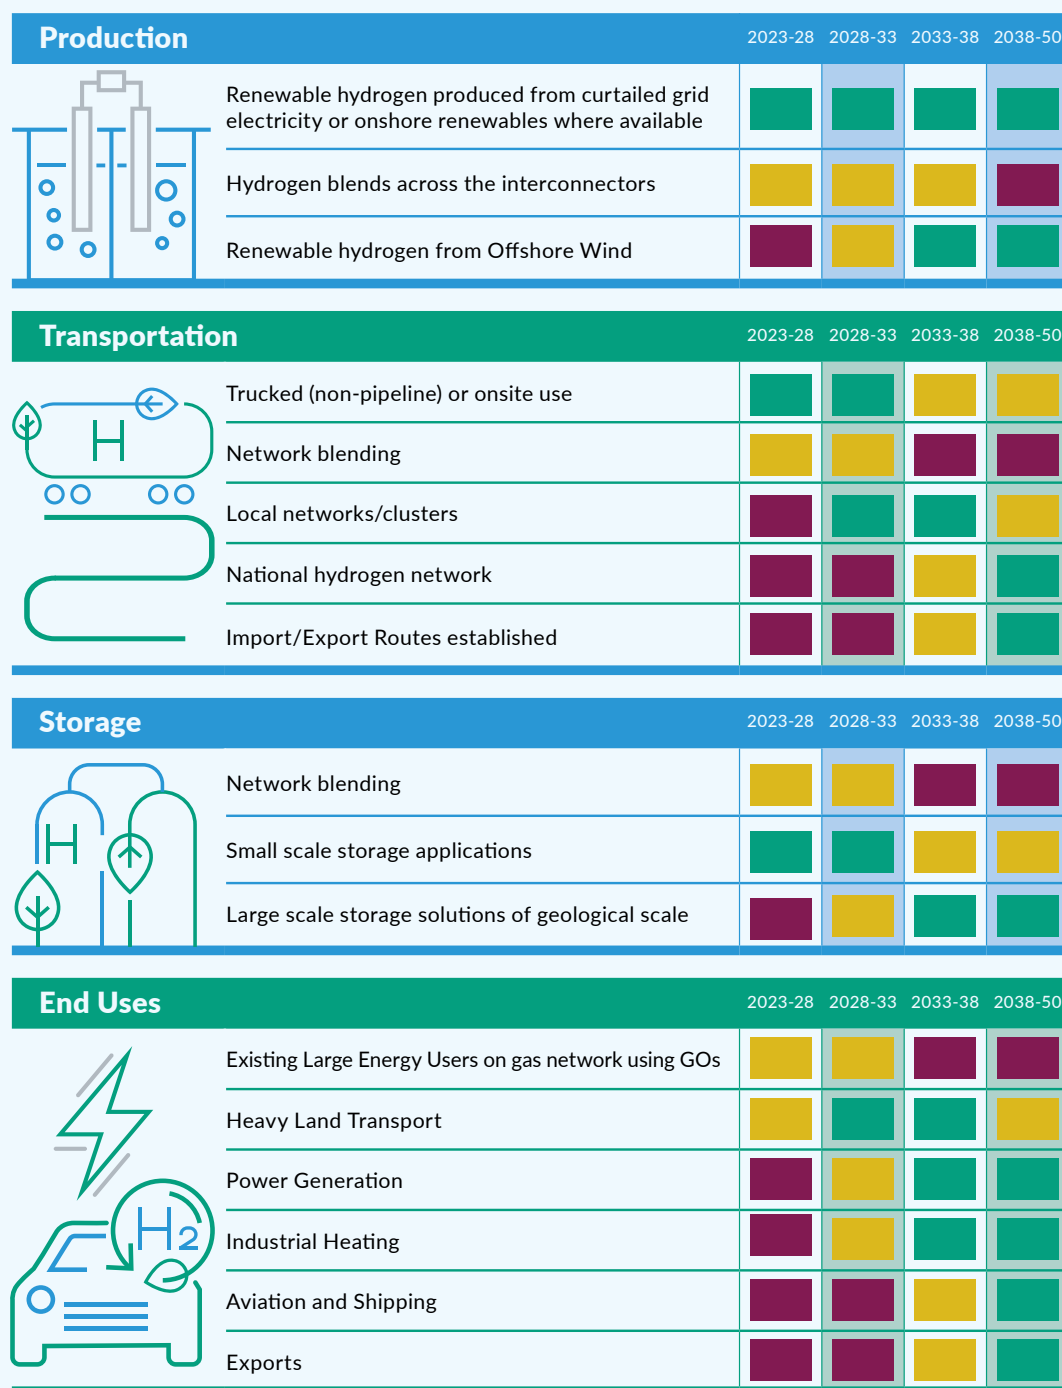 Production 2023-28 2028-33 2033-38 2038-50
Renewable hydrogen produced from curtailed grid
electricity or onshore renewables where available
Hydrogen blends across the interconnectors
Renewable hydrogen from Offshore Wind
Transportation 2023-28 2028-33 2033-38 2038-50
Trucked (non-pipeline) or onsite use
H
Network blending
Local networks/clusters
National hydrogen network
Import/Export Routes established
Storage 2023-28 2028-33 2033-38 2038-50
Network blending
H
Small scale storage applications
Large scale storage solutions of geological scale
End Uses 2023-28 2028-33 2033-38 2038-50
Existing Large Energy Users on gas network using GOs
Heavy Land Transport
Power Generation
H2
Industrial Heating
Aviation and Shipping
Exports